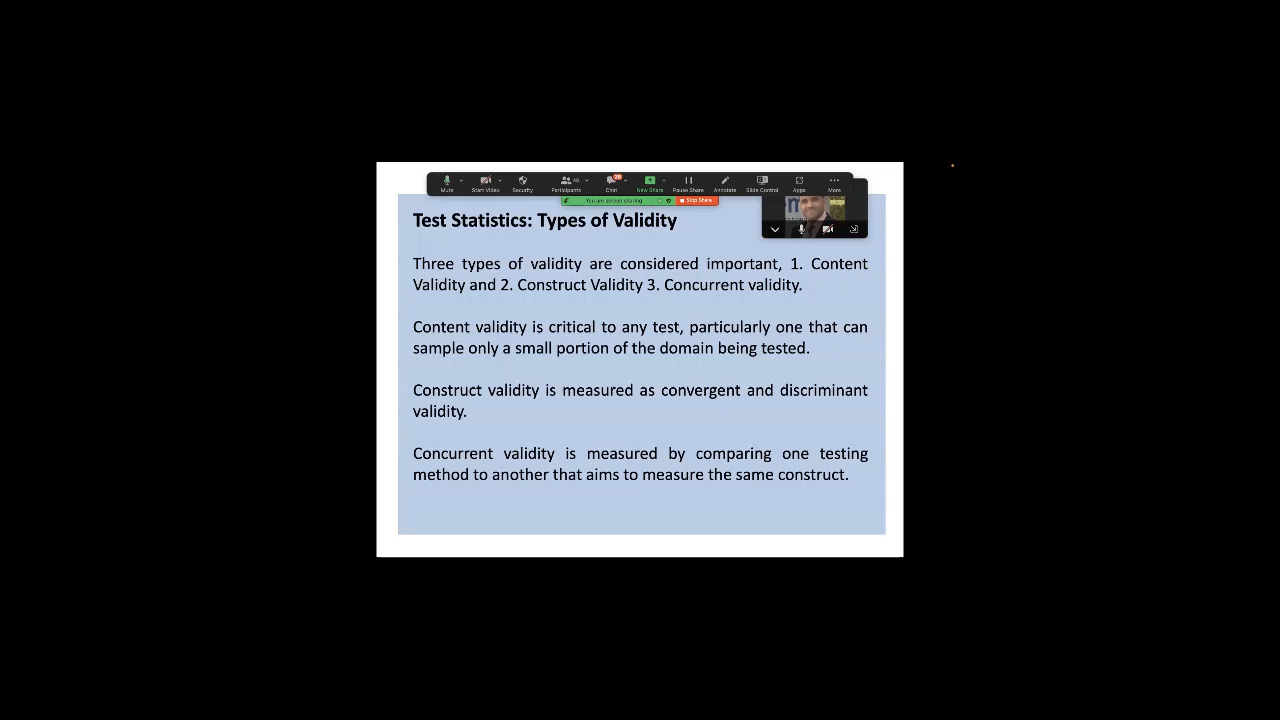 Mute
Start Video
Security
Participants
46
Chat
28
New Share
Pause Share
Annotate
Slide Control
Apps
More
You are screen sharing
Stop Share
Test Statistics: Types of Validity
Three types of validity are considered important, 1. Content
Validity and 2. Construct Validity 3. Concurrent validity.
Content validity is critical to any test, particularly one that can
sample only a small portion of the domain being tested.
Construct validity is measured as convergent and discriminant
validity.
Concurrent validity is measured by comparing one testing
method to another that aims to measure the same construct.